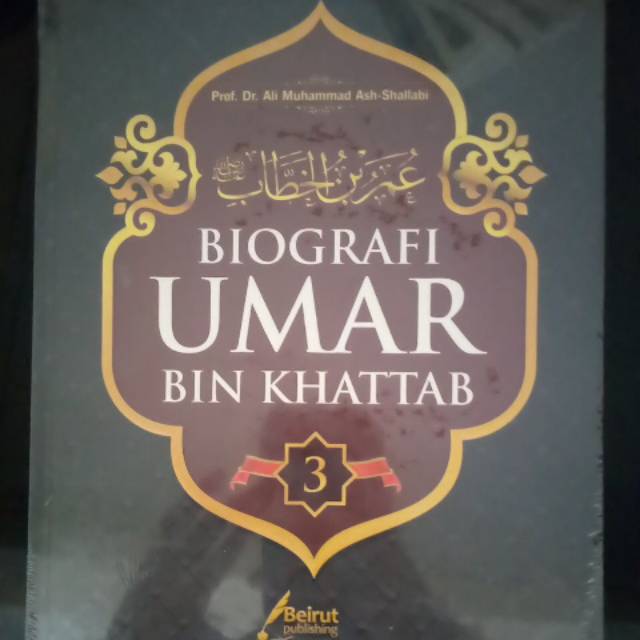 Prof. Dr. Ali Muhammad Ash-Shallabi
عمر بن الخطاب
BIOGRAFI
UMAR
BIN KHATTAB
3
Beirut
publishing